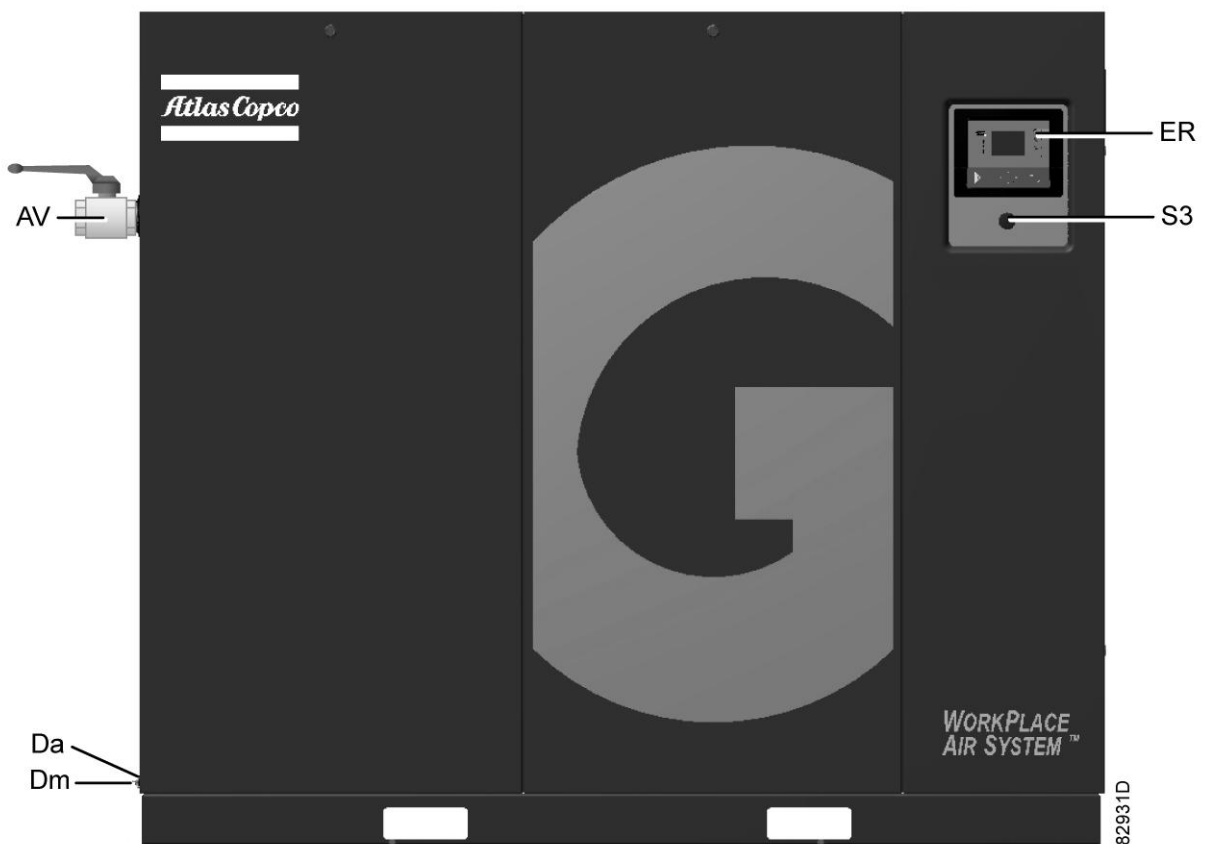 Atlas Copco
ER
AV
S3
WORKPLACE
AIR SYSTEM™
Da
Dm
82931D